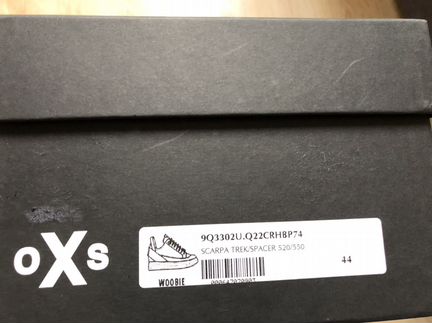 oXs
9Q3302U.Q22CRHBP74
SCARPA TREK/SPACER 520/550
44
WOOBIE